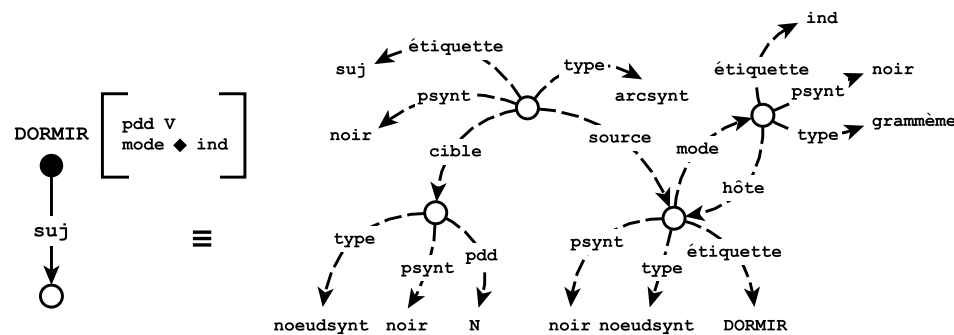 DORMIR
pdd V
mode ◆ ind
suj
≡
ind
étiquette
suj
étiquette
type
arcsynt
psynt
noir
psynt
noir
type
grammème
cible
source
mode
hôte
type
psynt
pdd
psynt
type
étiquette
noeudsynt noir N
noir noeudsynt DORMIR